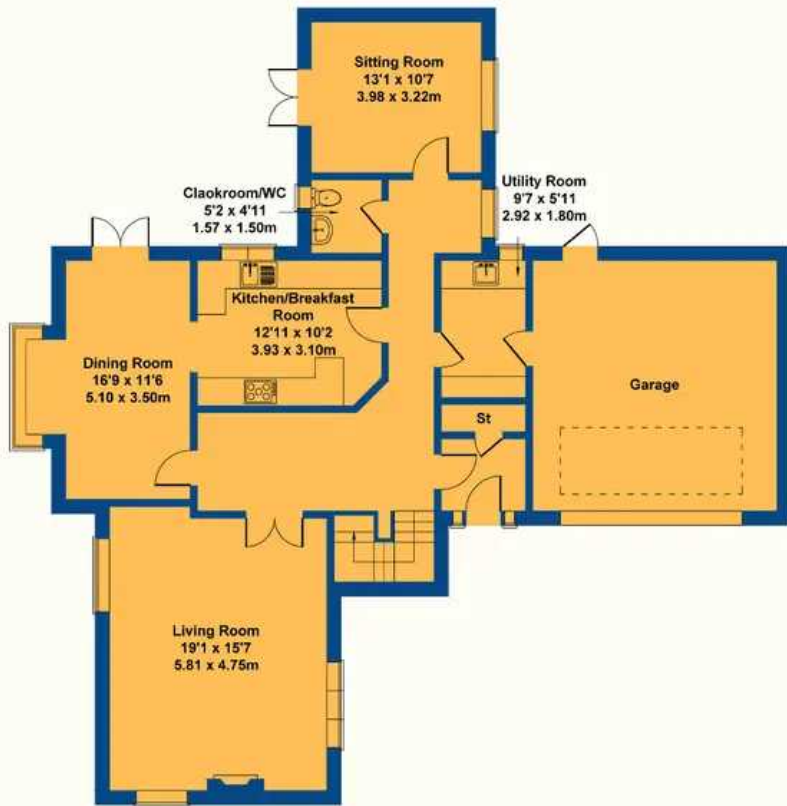 Sitting Room
13'1 x 10'7
3.98 x 3.22m
Claokroom/WC
5'2 x 4'11
1.57 x 1.50m
Utility Room
9'7 x 5'11
2.92 x 1.80m
Kitchen/Breakfast
Room
12'11 x 10'2
3.93 x 3.10m
Dining Room
16'9 x 11'6
5.10 x 3.50m
Garage
St
Living Room
19'1 x 15'7
5.81 x 4.75m